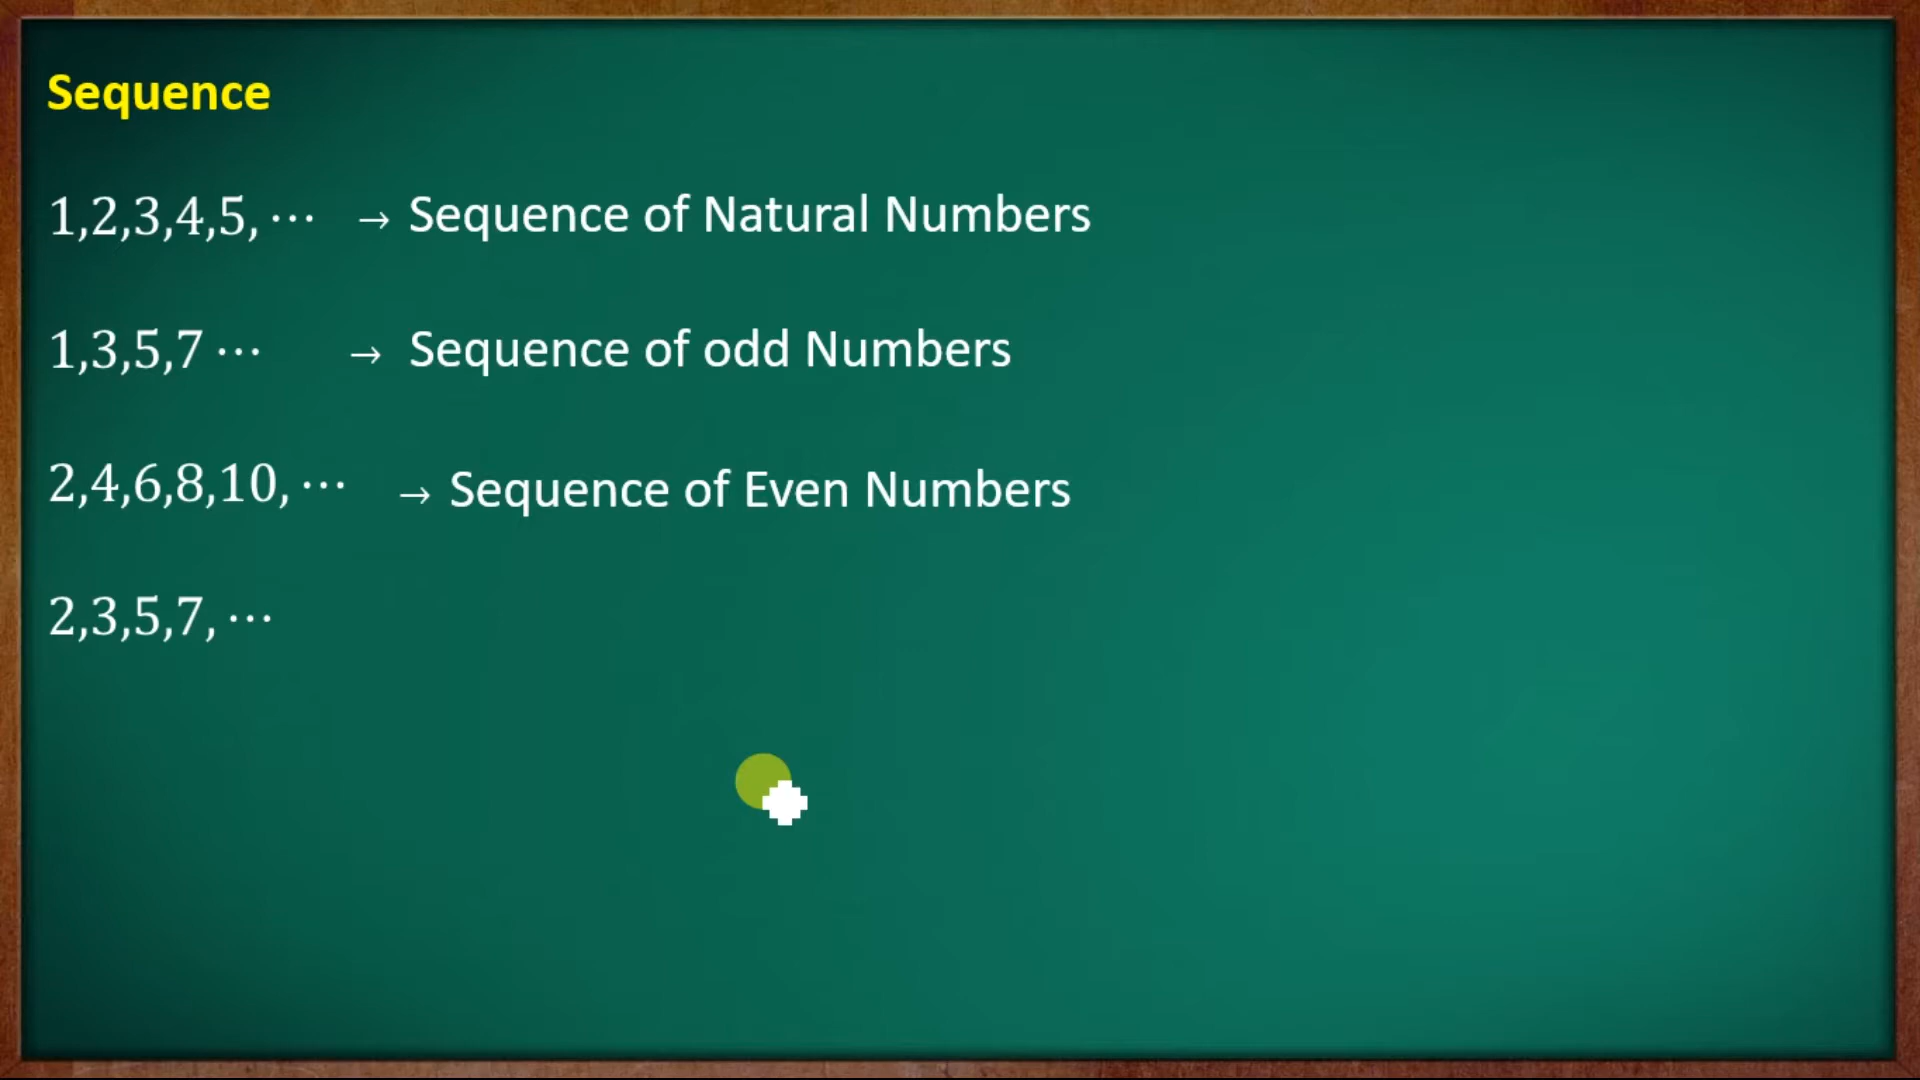 Sequence
1,2,3,4,5, ⋯ → Sequence of Natural Numbers
1,3,5,7 ⋯ → Sequence of odd Numbers
2,4,6,8,10, ⋯ → Sequence of Even Numbers
2,3,5,7, ⋯